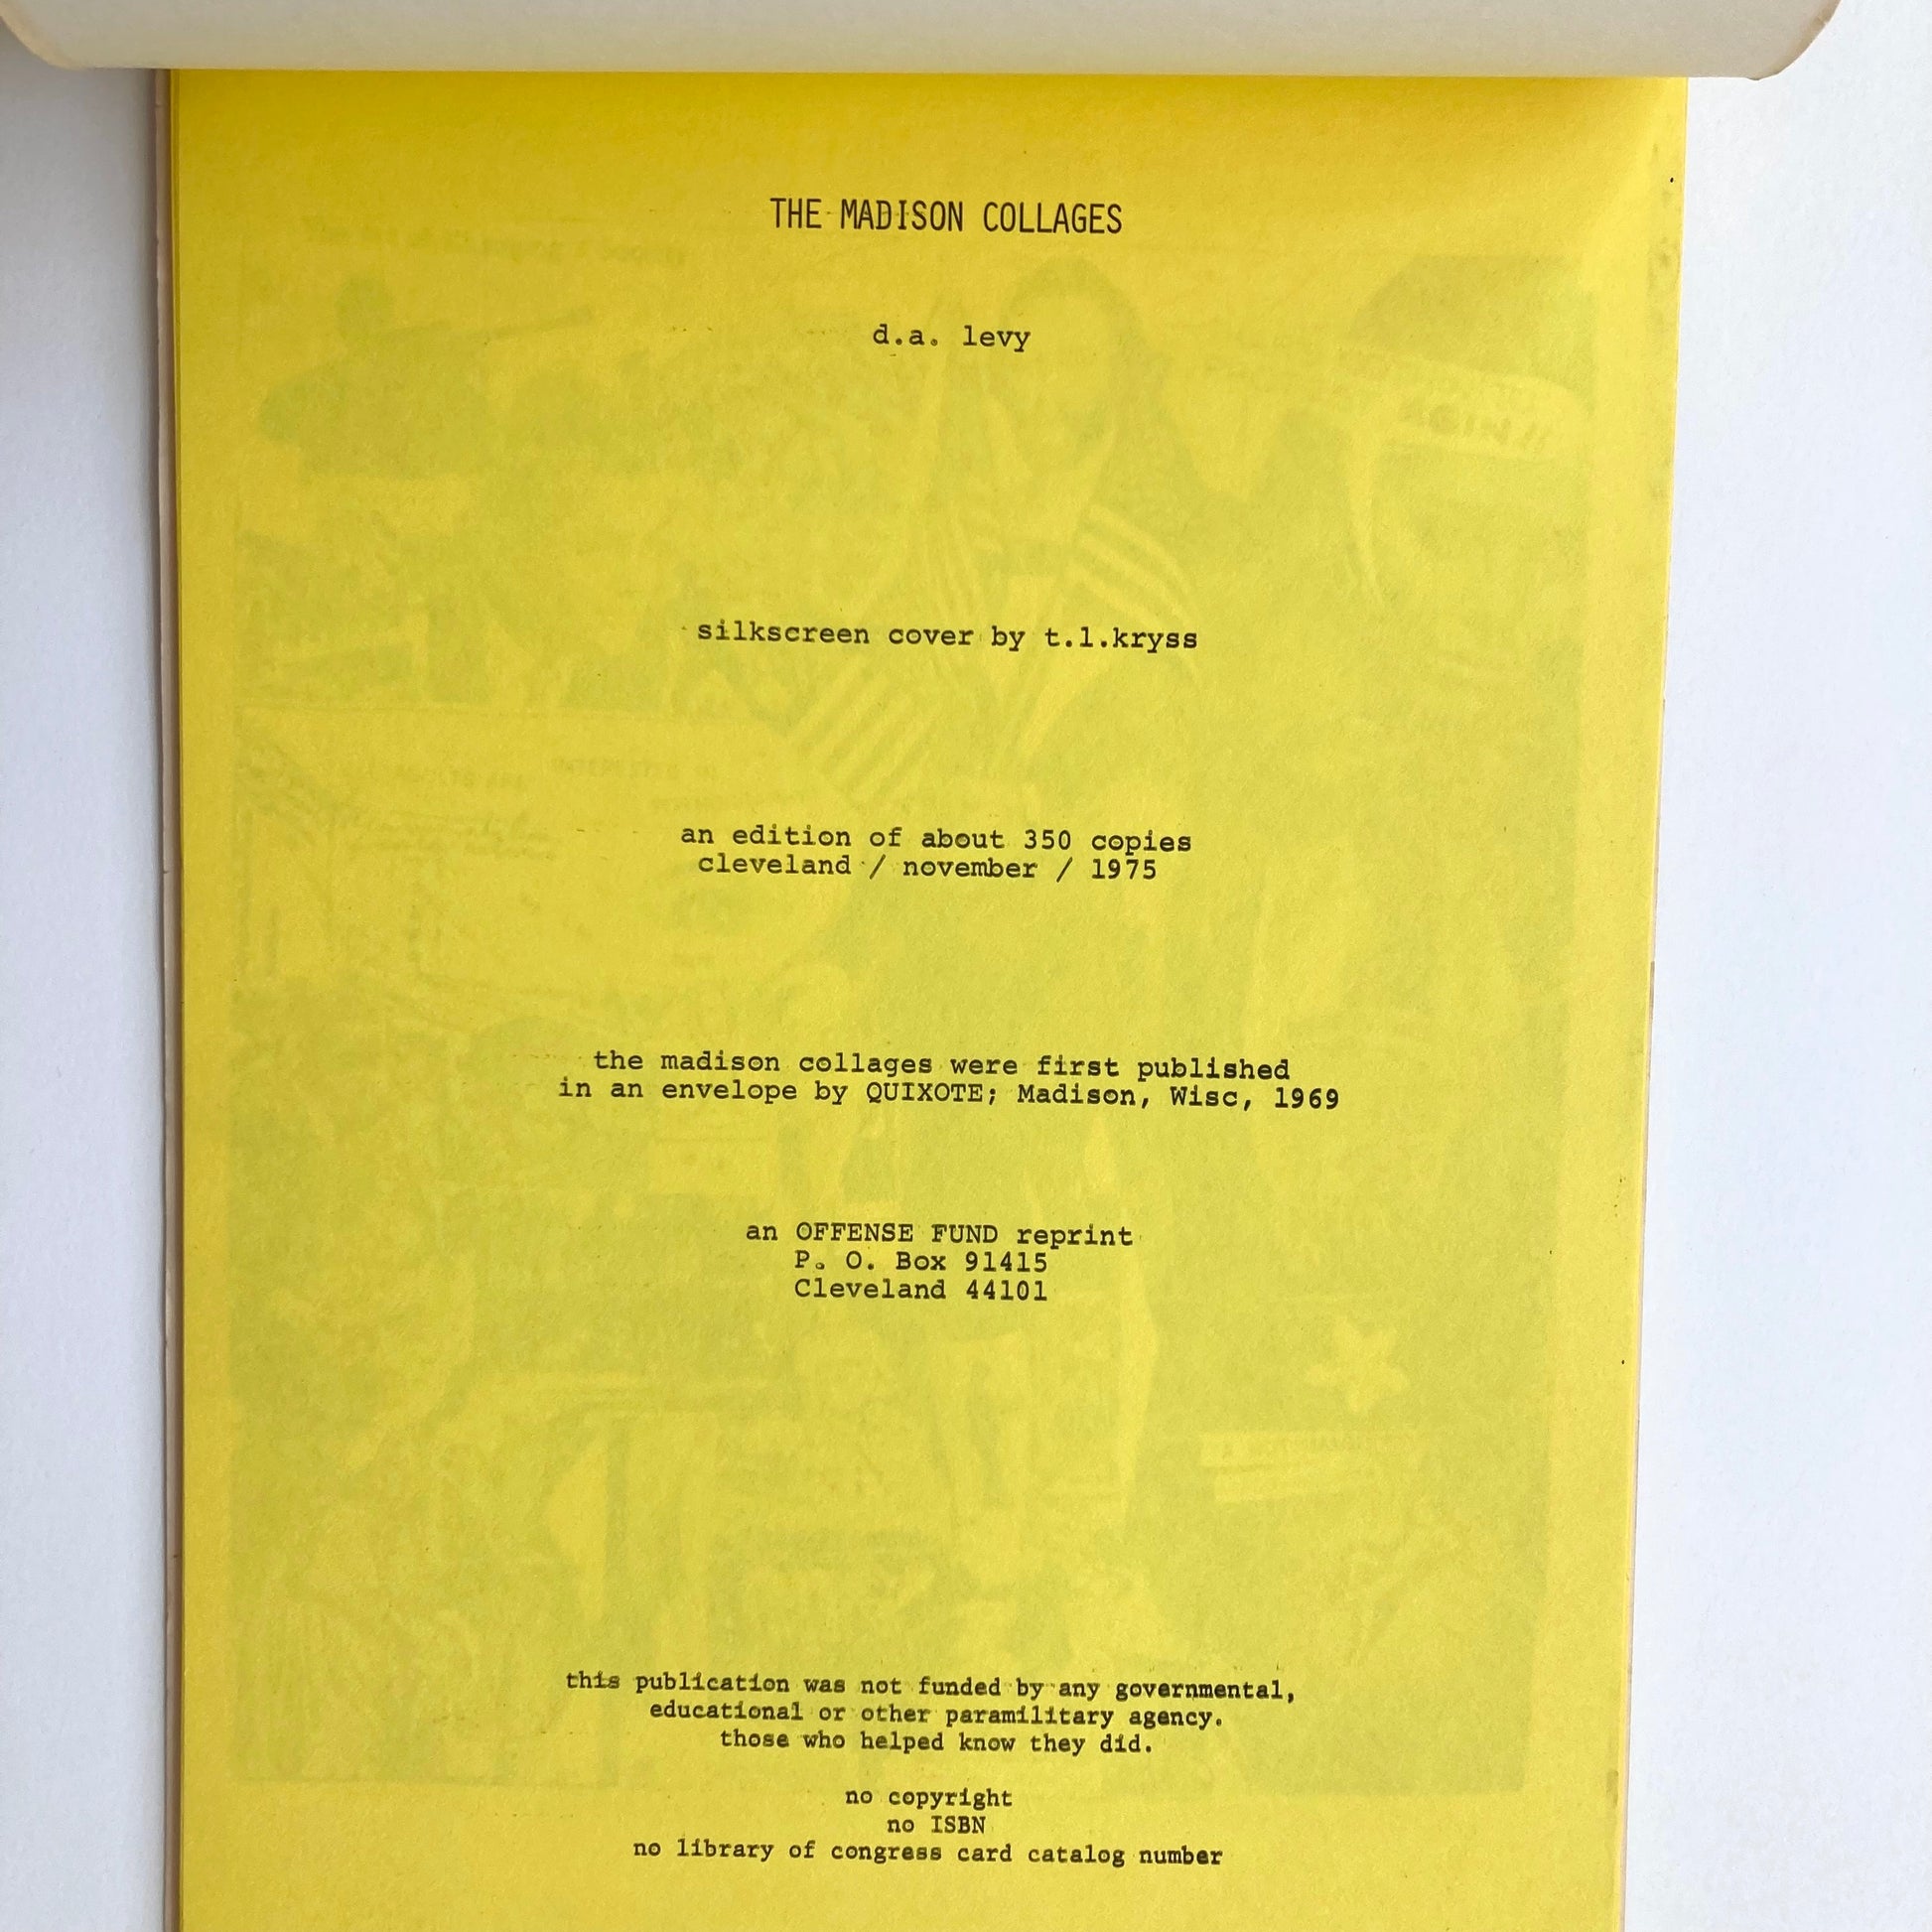 THE MADISON COLLAGES
d.a. levy
silkscreen cover by t.l.kryss
an edition of about 350 copies
cleveland / november / 1975
the madison collages were first published
in an envelope by QUIXOTE; Madison, Wisc, 1969
an OFFENSE FUND reprint
P. O. Box 91415
Cleveland 44101
this publication was not funded by any governmental,
educational or other paramilitary agency.
those who helped know they did.
no copyright
no ISBN
no library of congress card catalog number